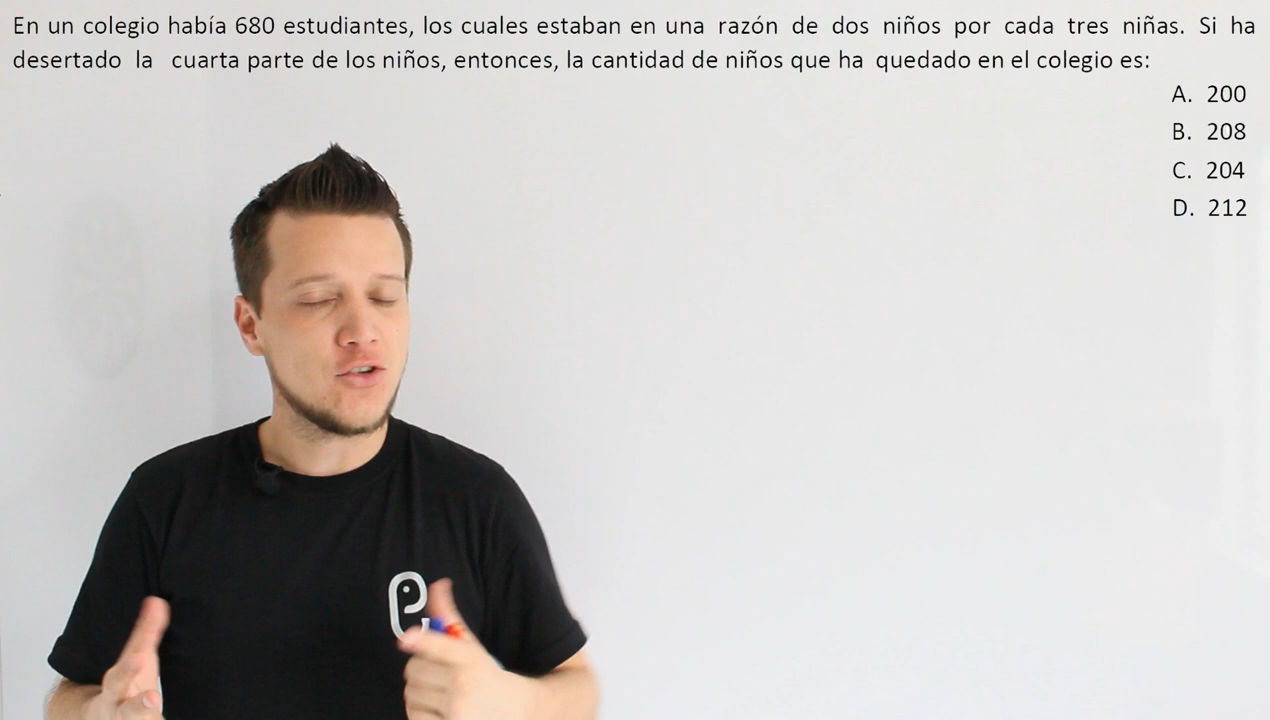 En un colegio había 680 estudiantes, los cuales estaban en una razón de dos niños por cada tres niñas. Si ha
desertado la cuarta parte de los niños, entonces, la cantidad de niños que ha quedado en el colegio es:
A. 200
B. 208
C. 204
D. 212